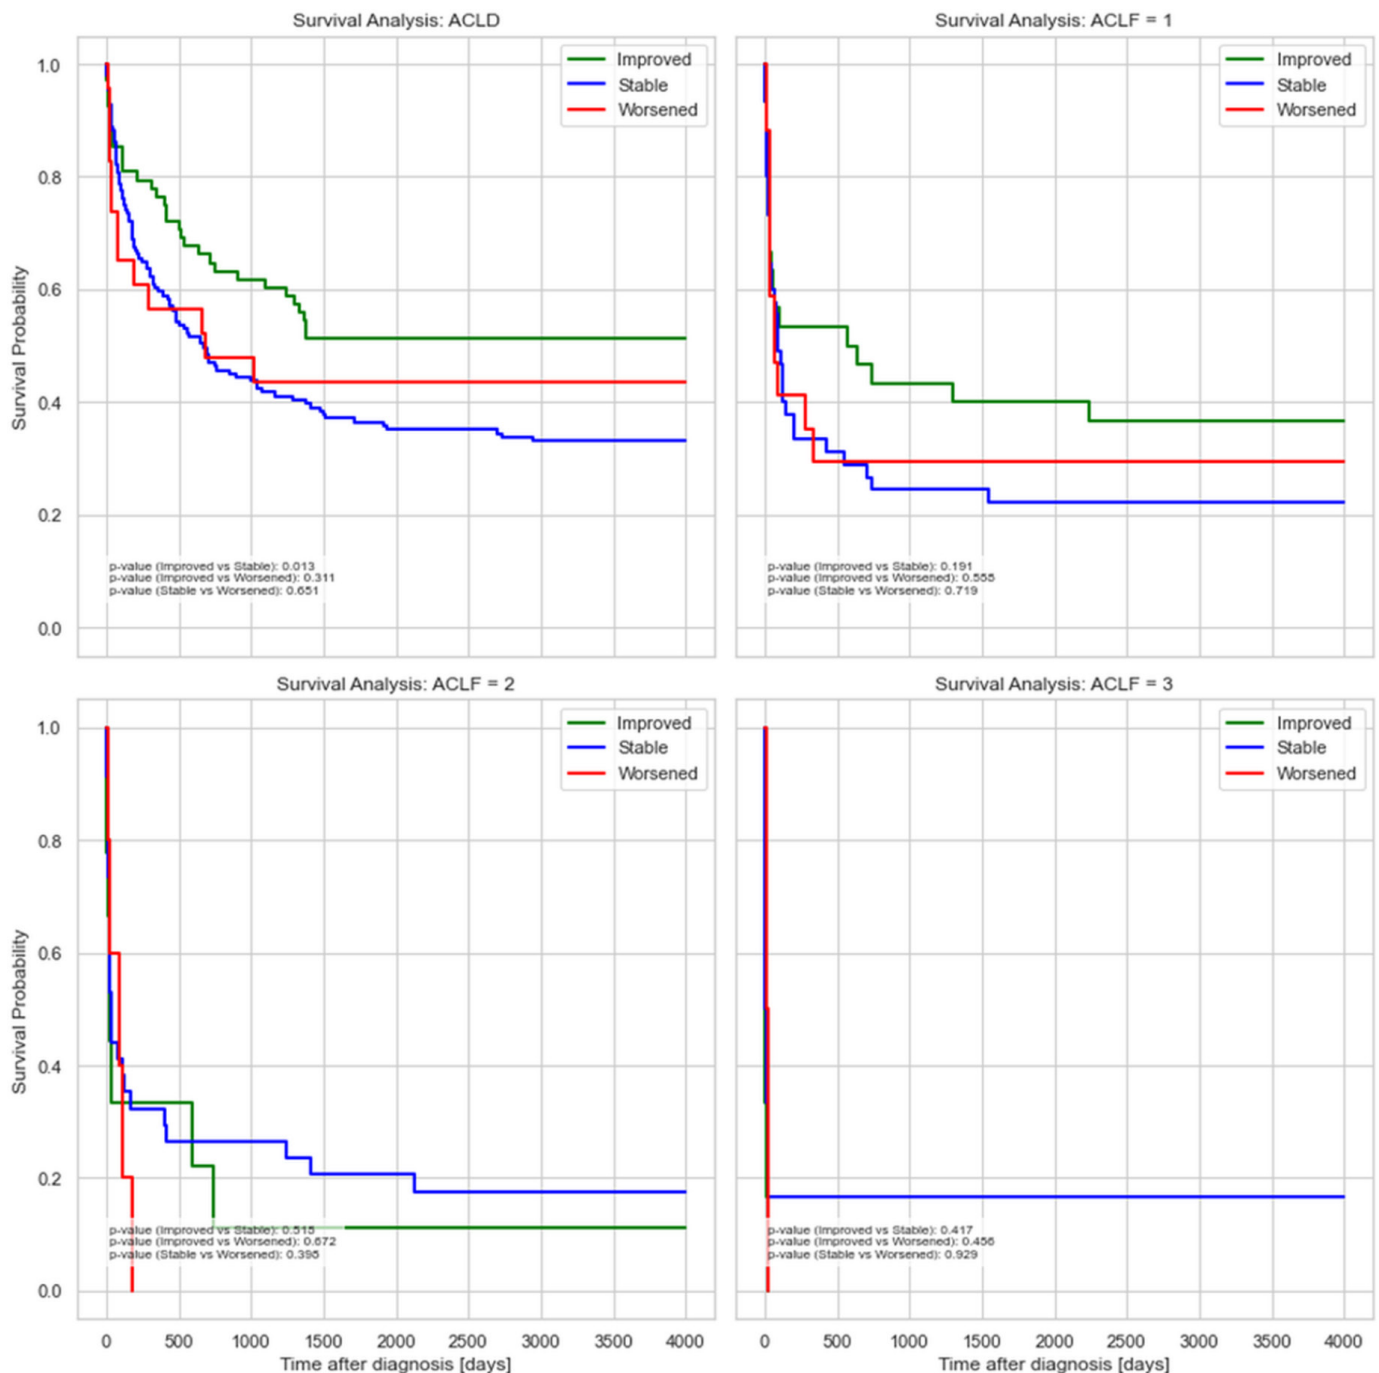 Survival Analysis: ACLD
Improved
Stable
Worsened
1.0
0.8
0.6
0.4
0.2
0.0
Survival Probability
p-value (Improved vs Stable): 0.013
p-value (Improved vs Worsened): 0.311
p-value (Stable vs Worsened): 0.651
Survival Analysis: ACLF = 1
Improved
Stable
Worsened
p-value (Improved vs Stable): 0.191
p-value (Improved vs Worsened): 0.555
p-value (Stable vs Worsened): 0.719
Survival Analysis: ACLF = 2
Improved
Stable
Worsened
1.0
0.8
0.6
0.4
0.2
0.0
Survival Probability
p-value (Improved vs Stable): 0.515
p-value (Improved vs Worsened): 0.672
p-value (Stable vs Worsened): 0.395
0 500 1000 1500 2000 2500 3000 3500 4000
Time after diagnosis [days]
Survival Analysis: ACLF = 3
Improved
Stable
Worsened
p-value (Improved vs Stable): 0.417
p-value (Improved vs Worsened): 0.456
p-value (Stable vs Worsened): 0.929
0 500 1000 1500 2000 2500 3000 3500 4000
Time after diagnosis [days]